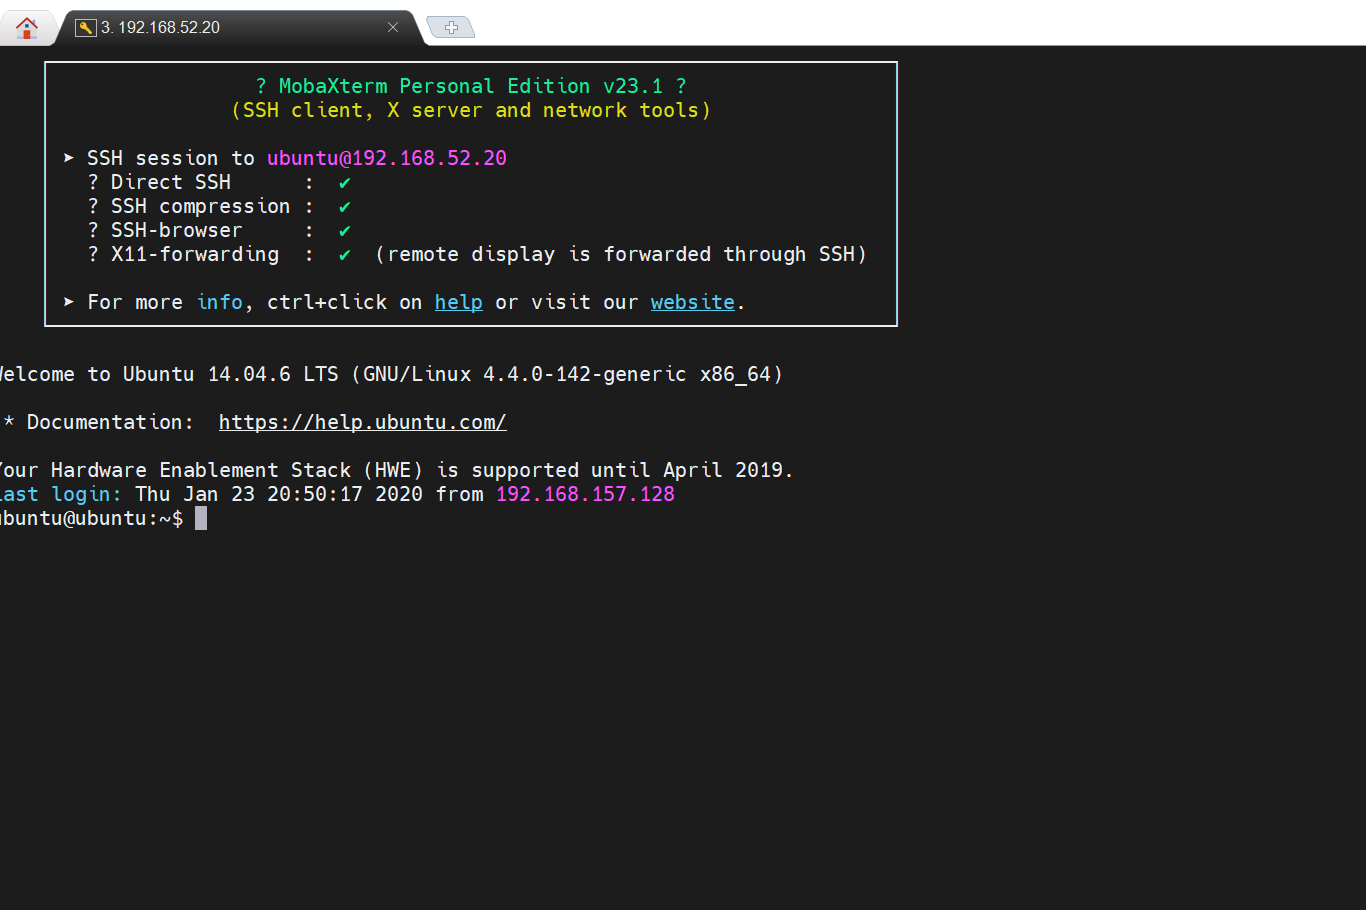 3. 192.168.52.20
? MobaXterm Personal Edition v23.1 ?
(SSH client, X server and network tools)
➤ SSH session to ubuntu@192.168.52.20
? Direct SSH : ✔
? SSH compression : ✔
? SSH-browser : ✔
? X11-forwarding : ✔ (remote display is forwarded through SSH)
➤ For more info, ctrl+click on help or visit our website.
Welcome to Ubuntu 14.04.6 LTS (GNU/Linux 4.4.0-142-generic x86_64)
* Documentation: https://help.ubuntu.com/
Your Hardware Enablement Stack (HWE) is supported until April 2019.
Last login: Thu Jan 23 20:50:17 2020 from 192.168.157.128
ubuntu@ubuntu:~$